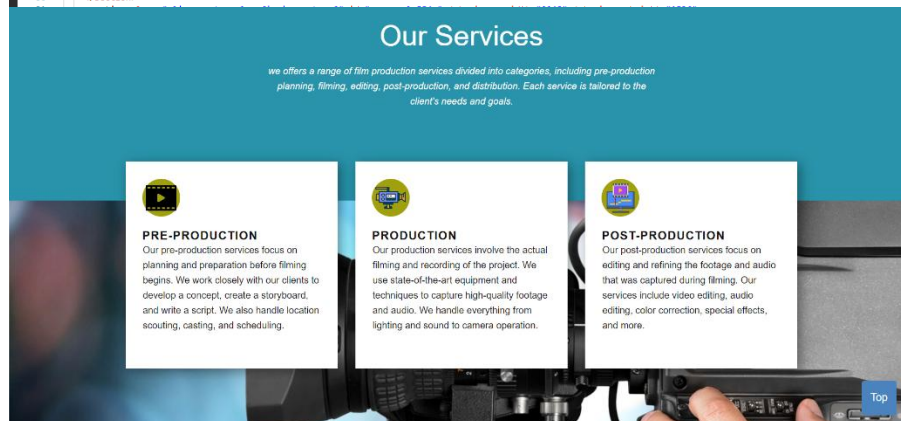 Our Services
we offers a range of film production services divided into categories, including pre-production
planning, filming, editing, post-production, and distribution. Each service is tailored to the
client's needs and goals.
PRE-PRODUCTION
Our pre-production services focus on
planning and preparation before filming
begins. We work closely with our clients to
develop a concept, create a storyboard,
and write a script. We also handle location
scouting, casting, and scheduling.
PRODUCTION
Our production services involve the actual
filming and recording of the project. We
use state-of-the-art equipment and
techniques to capture high-quality footage
and audio. We handle everything from
lighting and sound to camera operation.
POST-PRODUCTION
Our post-production services focus on
editing and refining the footage and audio
that was captured during filming. Our
services include video editing, audio
editing, color correction, special effects,
and more.
Top